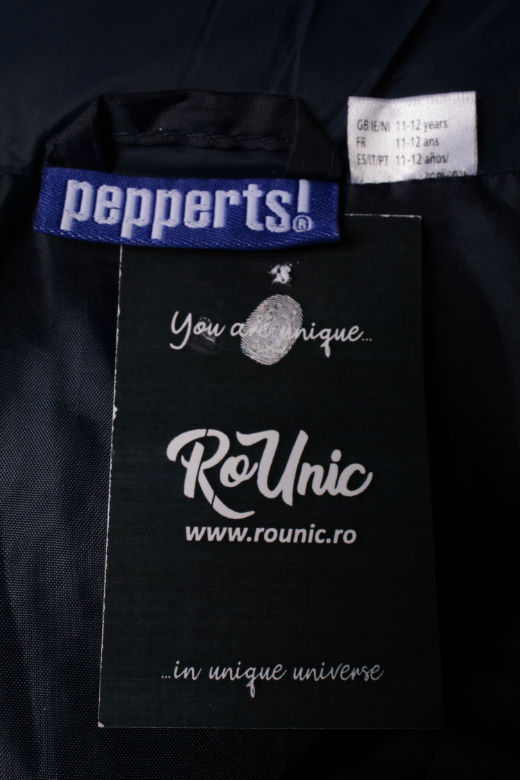 pepperts!
GB/IE/NI 11-12 years
FR 11-12 ans
ES/IT/PT 11-12 años/
You are unique...
RoUnic
www.rounic.ro
...in unique universe